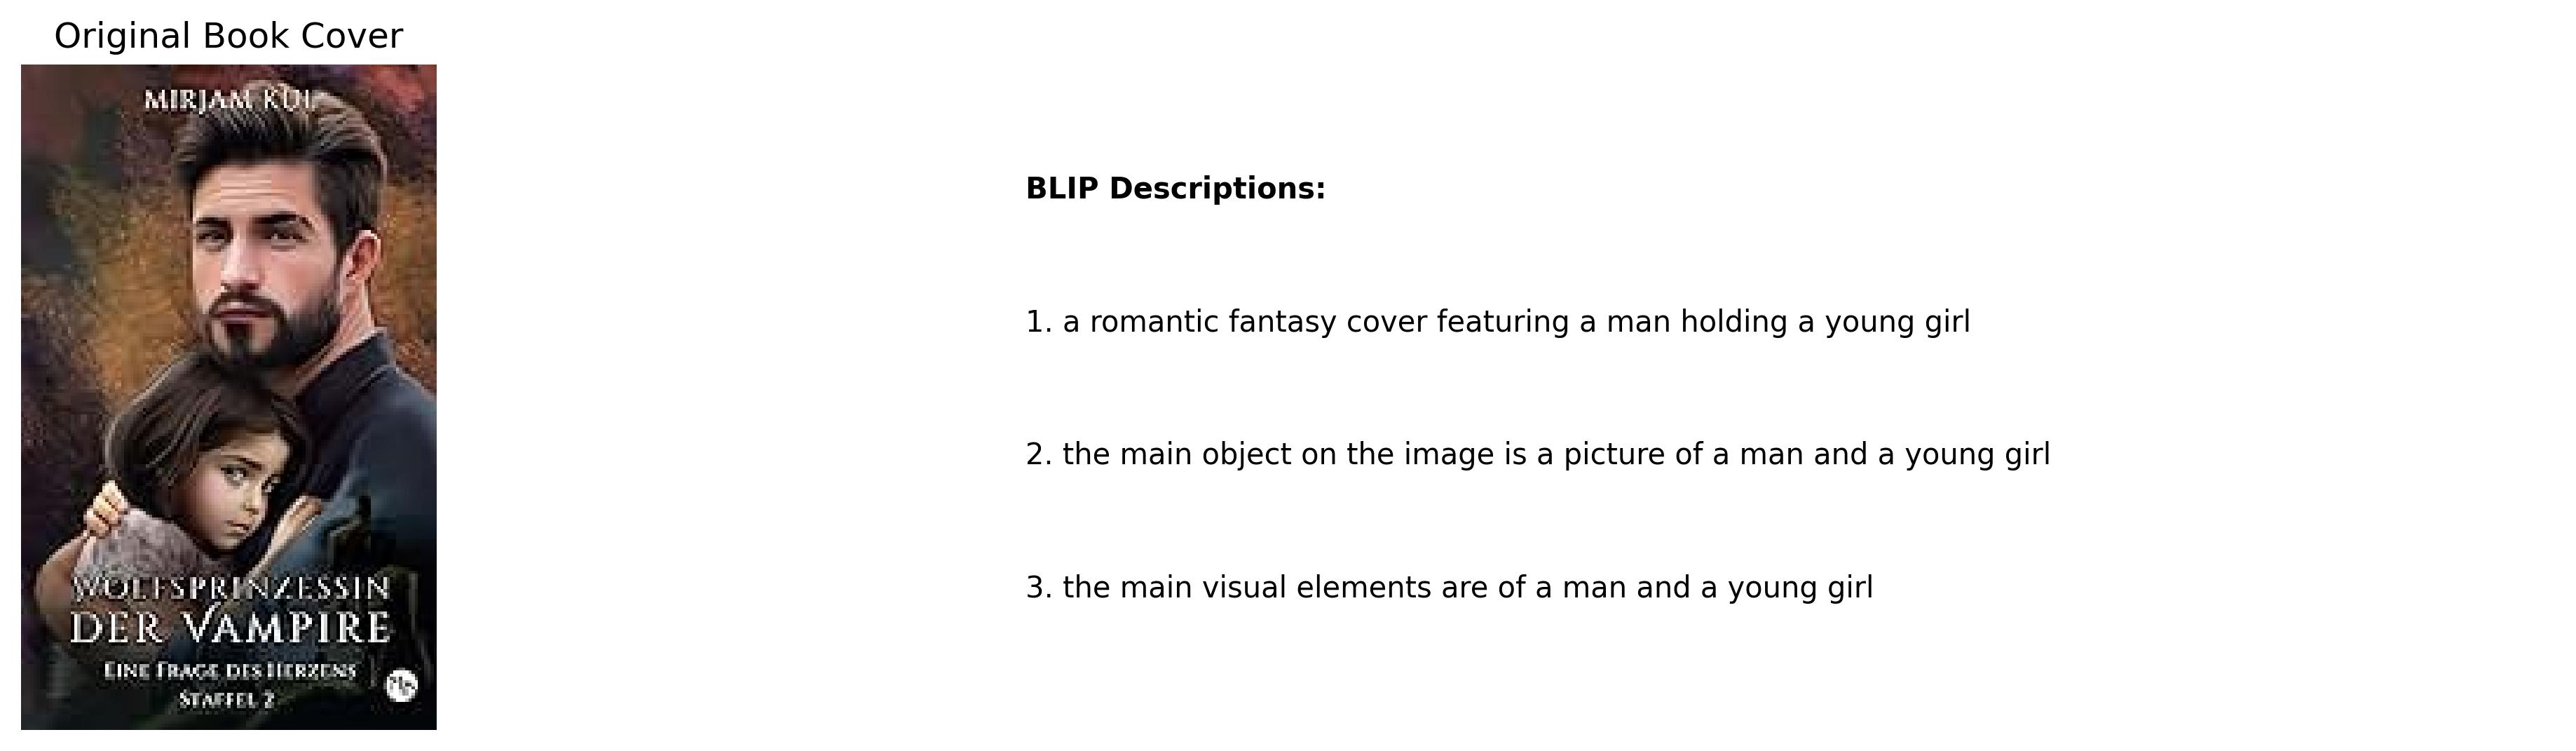 Original Book Cover
MIRJAM
WOLFSPRINZESSIN
DER VAMPIRE
EINE FRAGE DES HERZENS
STAFFEL 2
BLIP Descriptions:
1. a romantic fantasy cover featuring a man holding a young girl
2. the main object on the image is a picture of a man and a young girl
3. the main visual elements are of a man and a young girl